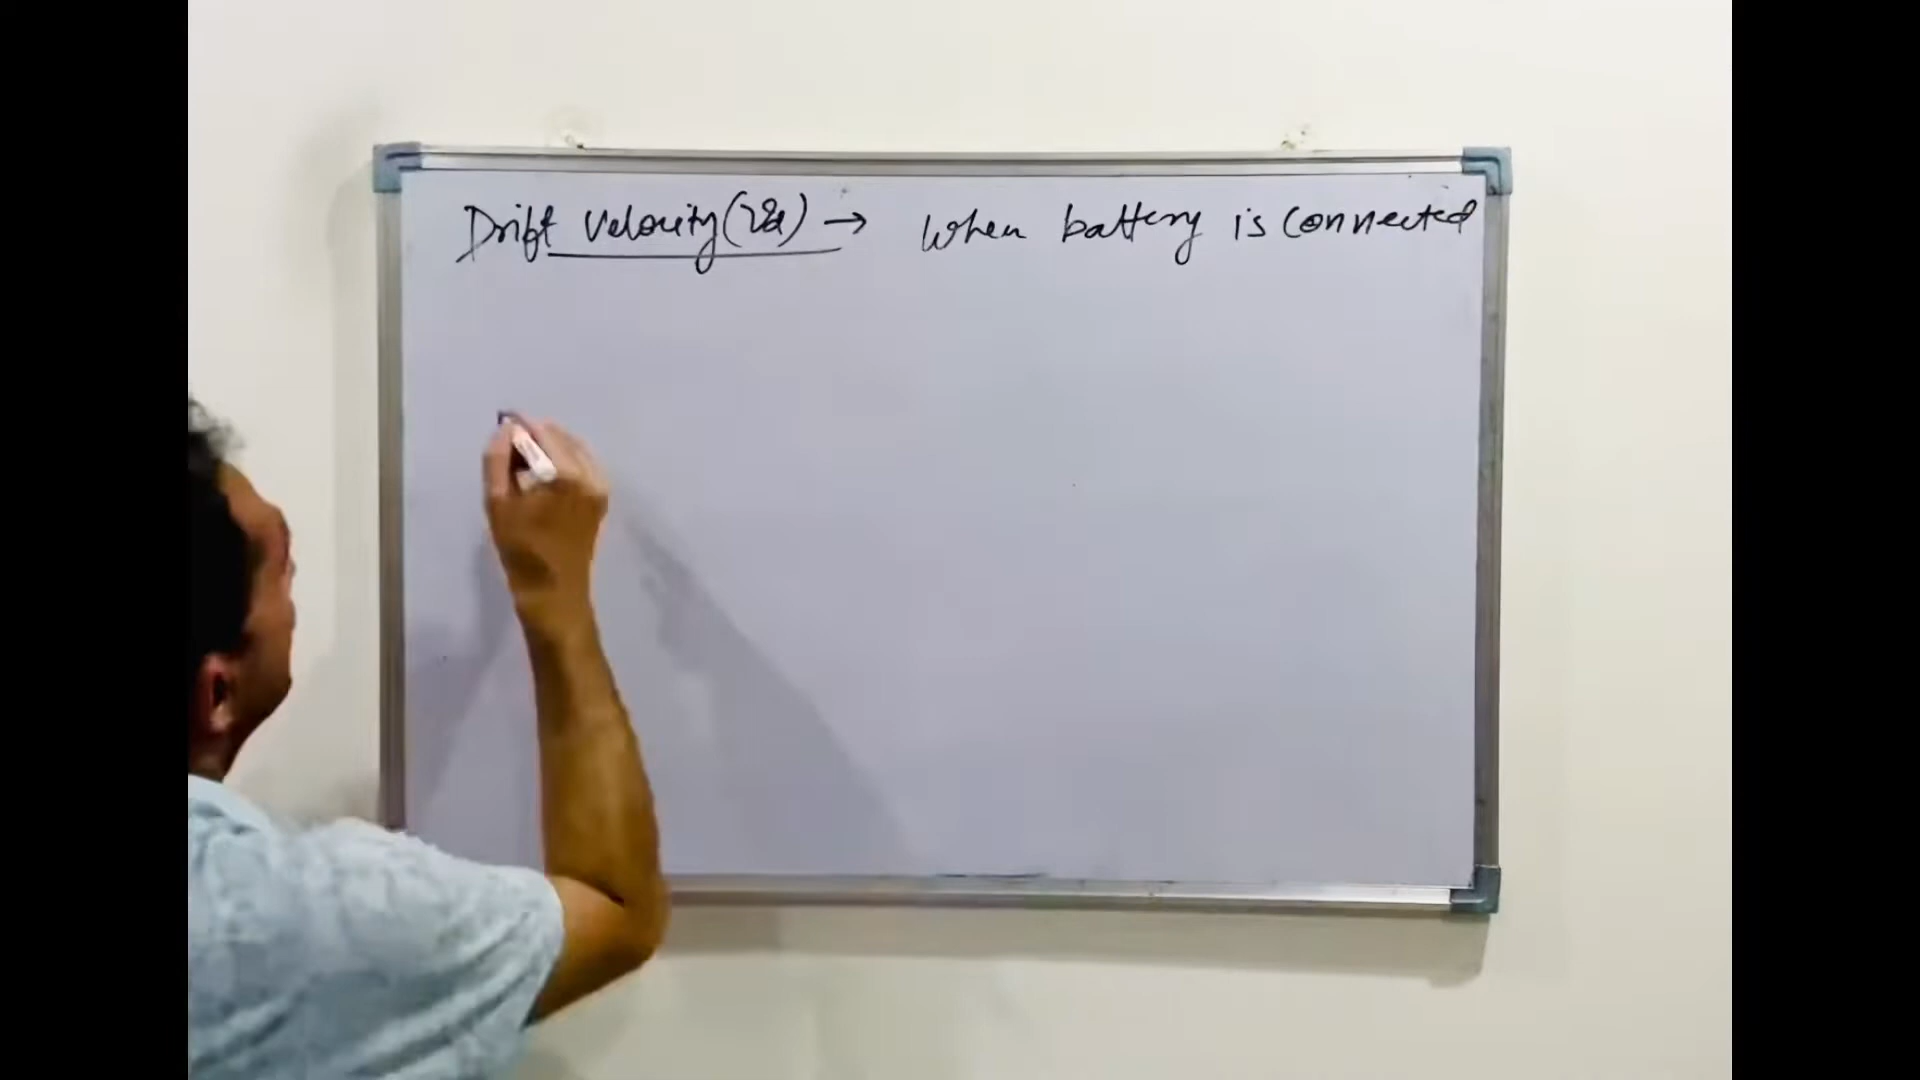 Drift velocity (vd) → When battery is connected